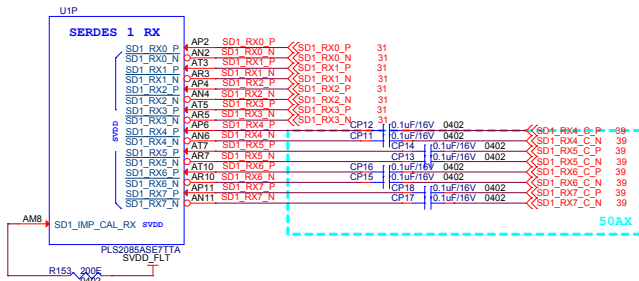 U1P
SERDES 1 RX
SD1_RX0_P AP2 SD1_RX0_P SD1_RX0_P 31
SD1_RX0_N AN2 SD1_RX0_N SD1_RX0_N 31
SD1_RX1_P AT3 SD1_RX1_P SD1_RX1_P 31
SD1_RX1_N AR3 SD1_RX1_N SD1_RX1_N 31
SD1_RX2_P AP4 SD1_RX2_P SD1_RX2_P 31
SD1_RX2_N AN4 SD1_RX2_N SD1_RX2_N 31
SD1_RX3_P AT5 SD1_RX3_P SD1_RX3_P 31
SD1_RX3_N AR5 SD1_RX3_N SD1_RX3_N 31
SD1_RX4_P AP6 SD1_RX4_P CP12 0.1uF/16V 0402 SD1_RX4_C_P 39
SD1_RX4_N AN6 SD1_RX4_N CP11 0.1uF/16V 0402 SD1_RX4_C_N 39
SD1_RX5_P AT7 SD1_RX5_P CP14 0.1uF/16V 0402 SD1_RX5_C_P 39
SD1_RX5_N AR7 SD1_RX5_N CP13 0.1uF/16V 0402 SD1_RX5_C_N 39
SD1_RX6_P AT10 SD1_RX6_P CP16 0.1uF/16V 0402 SD1_RX6_C_P 39
SD1_RX6_N AR10 SD1_RX6_N CP15 0.1uF/16V 0402 SD1_RX6_C_N 39
SD1_RX7_P AP11 SD1_RX7_P CP18 0.1uF/16V 0402 SD1_RX7_C_P 39
SD1_RX7_N AN11 SD1_RX7_N CP17 0.1uF/16V 0402 SD1_RX7_C_N 39
SVDD
AM8 SD1_IMP_CAL_RX SVDD
50AX
PLS2085ASE7TTA
SVDD_FLT
R153 200E
0402